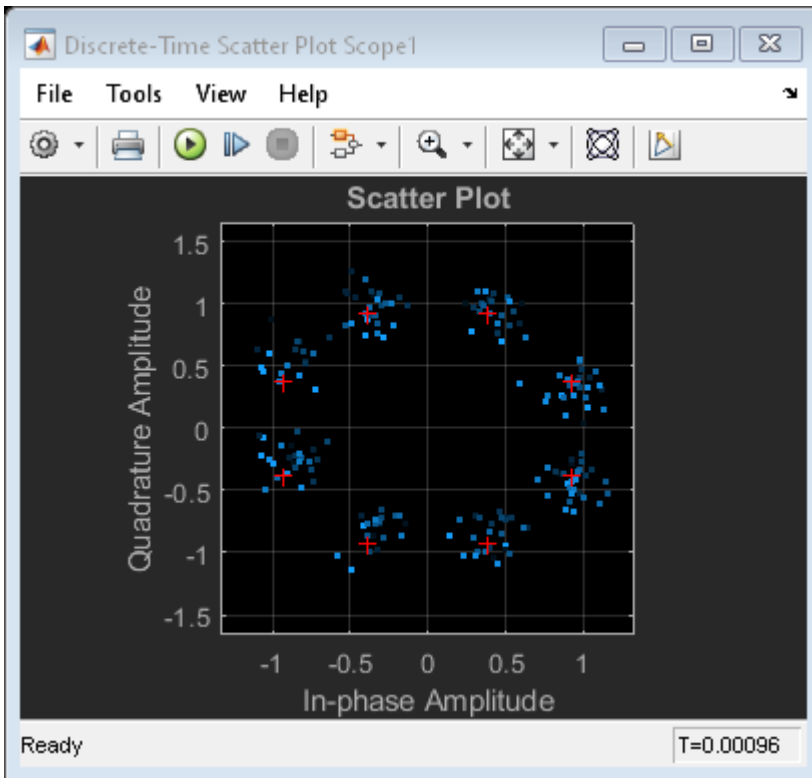 Discrete-Time Scatter Plot Scope1
File Tools View Help
Scatter Plot
1.5
1
0.5
0
-0.5
-1
-1.5
Quadrature Amplitude
-1 -0.5 0 0.5 1
In-phase Amplitude
Ready T=0.00096